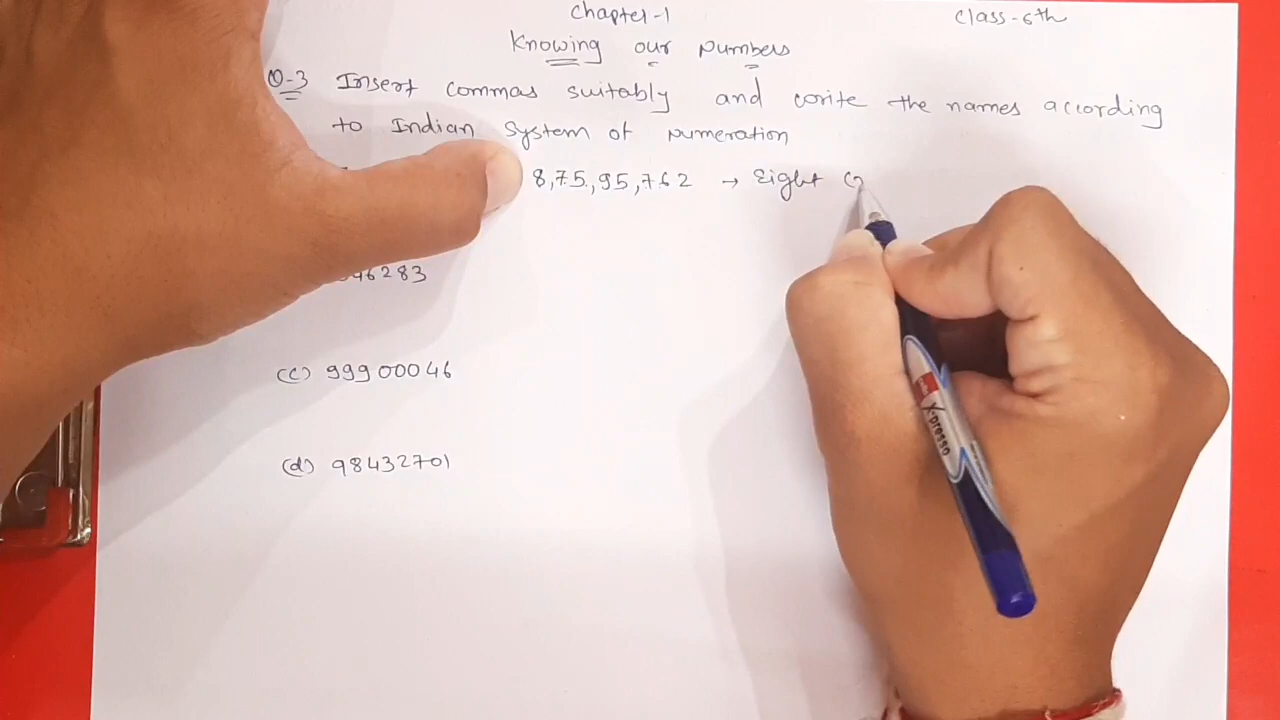 Chapter-1
Class-6th
Knowing our Numbers
Q-3 Insert commas suitably and write the names according
to Indian System of Numeration
8,75,95,762 → Eight
46283
(c) 99900046
(d) 98432701
X-presso